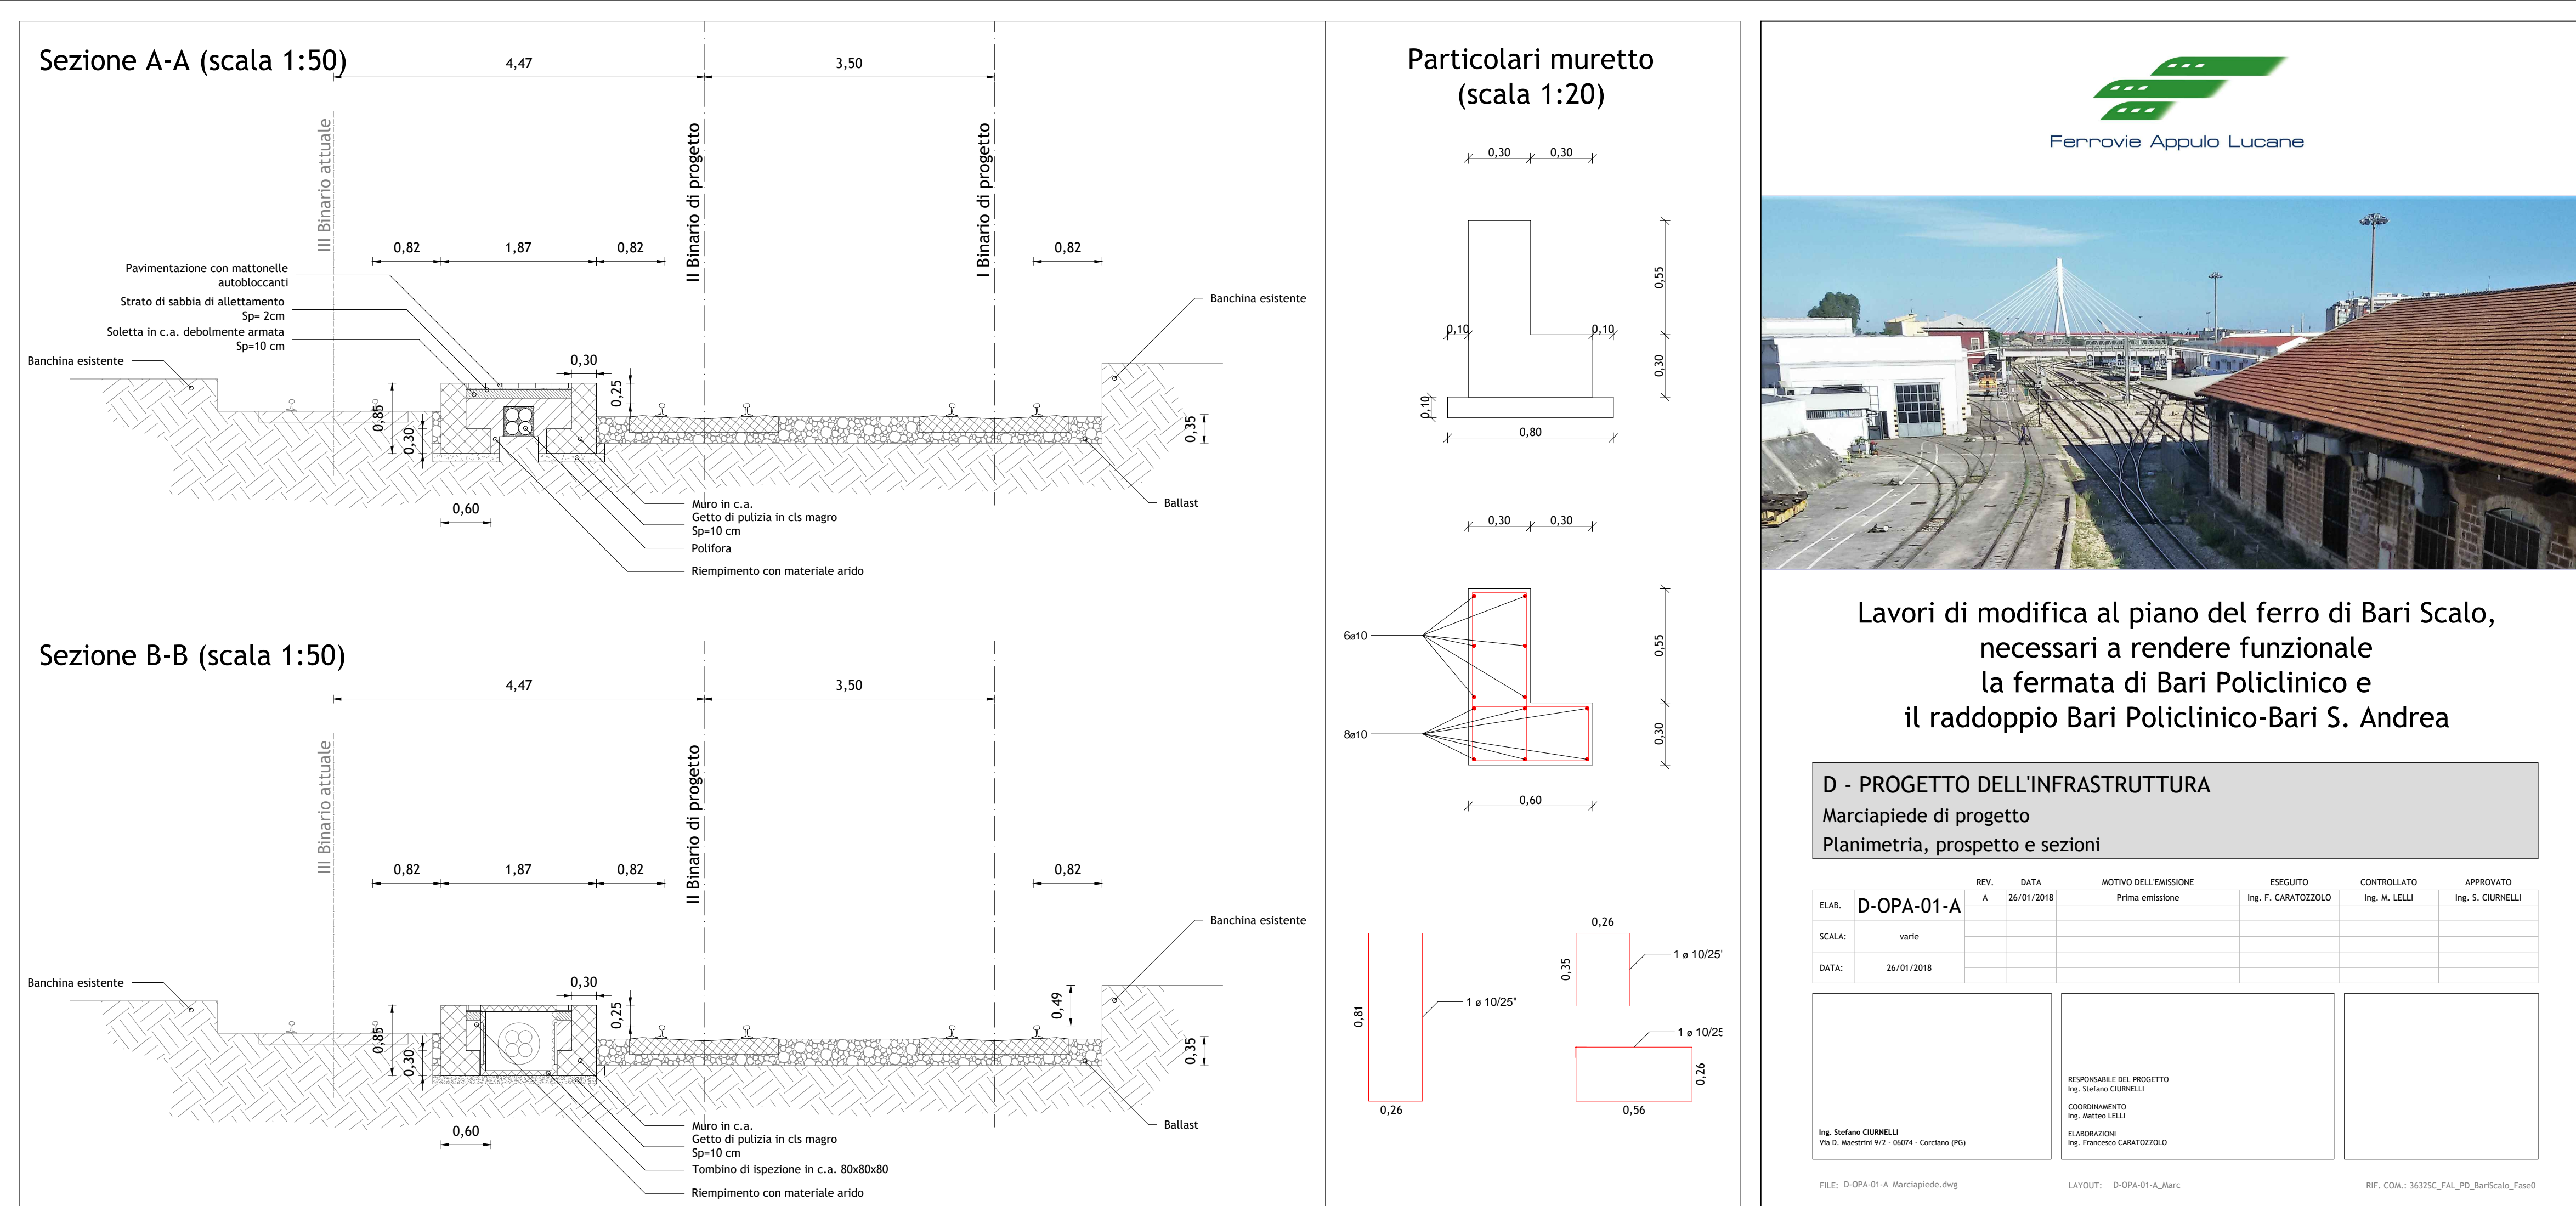 Sezione A-A (scala 1:50)
4,47
3,50
III Binario attuale
II Binario di progetto
I Binario di progetto
0,82
1,87
0,82
0,82
Pavimentazione con mattonelle
autobloccanti
Strato di sabbia di allettamento
Sp= 2cm
Soletta in c.a. debolmente armata
Sp=10 cm
Banchina esistente
Banchina esistente
0,30
0,25
0,85
0,30
0,35
0,60
Muro in c.a.
Getto di pulizia in cls magro
Sp=10 cm
Polifora
Riempimento con materiale arido
Ballast
Sezione B-B (scala 1:50)
4,47
3,50
III Binario attuale
II Binario di progetto
0,82
1,87
0,82
0,82
Banchina esistente
Banchina esistente
0,30
0,25
0,49
0,85
0,30
0,35
0,60
Muro in c.a.
Getto di pulizia in cls magro
Sp=10 cm
Tombino di ispezione in c.a. 80x80x80
Riempimento con materiale arido
Ballast
Particolari muretto
(scala 1:20)
0,30
0,30
0,55
0,10
0,10
0,30
0,10
0,80
0,30
0,30
6ø10
0,55
8ø10
0,30
0,60
0,81
1 ø 10/25"
0,26
0,26
0,35
1 ø 10/25"
1 ø 10/25
0,26
0,56
Ferrovie Appulo Lucane
Lavori di modifica al piano del ferro di Bari Scalo,
necessari a rendere funzionale
la fermata di Bari Policlinico e
il raddoppio Bari Policlinico-Bari S. Andrea
D - PROGETTO DELL'INFRASTRUTTURA
Marciapiede di progetto
Planimetria, prospetto e sezioni
REV. DATA MOTIVO DELL'EMISSIONE ESEGUITO CONTROLLATO APPROVATO
ELAB. D-OPA-01-A A 26/01/2018 Prima emissione Ing. F. CARATOZZOLO Ing. M. LELLI Ing. S. CIURNELLI
SCALA: varie
DATA: 26/01/2018
Ing. Stefano CIURNELLI
Via D. Maestrini 9/2 - 06074 - Corciano (PG)
RESPONSABILE DEL PROGETTO
Ing. Stefano CIURNELLI
COORDINAMENTO
Ing. Matteo LELLI
ELABORAZIONI
Ing. Francesco CARATOZZOLO
FILE: D-OPA-01-A_Marciapiede.dwg
LAYOUT: D-OPA-01-A_Marc
RIF. COM.: 3632SC_FAL_PD_BariScalo_Fase0